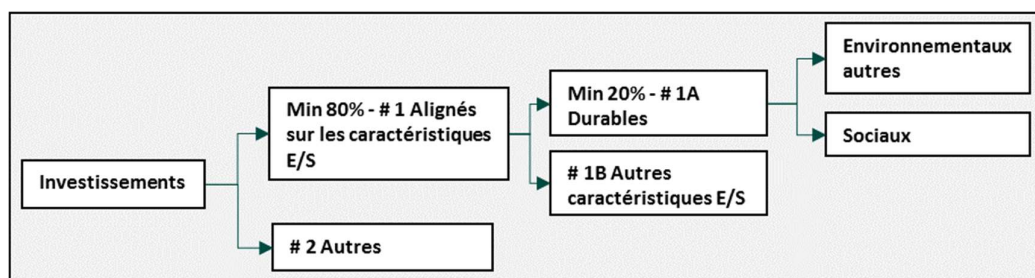 Investissements
Min 80% - # 1 Alignés
sur les caractéristiques
E/S
# 2 Autres
Min 20% - # 1A
Durables
# 1B Autres
caractéristiques E/S
Environnementaux
autres
Sociaux